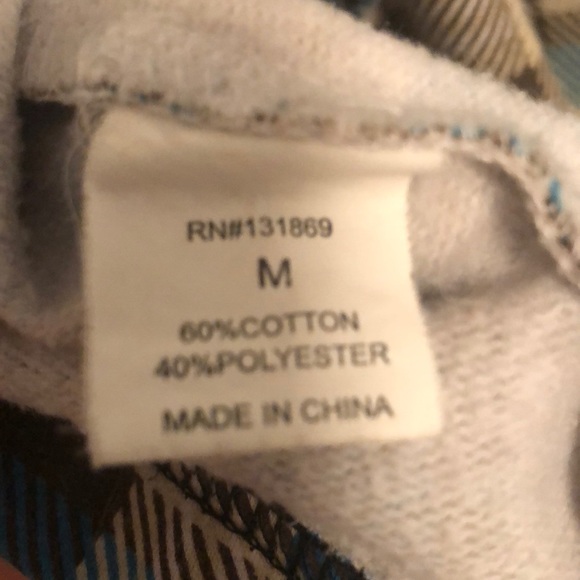 RN#131869
M
60%COTTON
40%POLYESTER
MADE IN CHINA